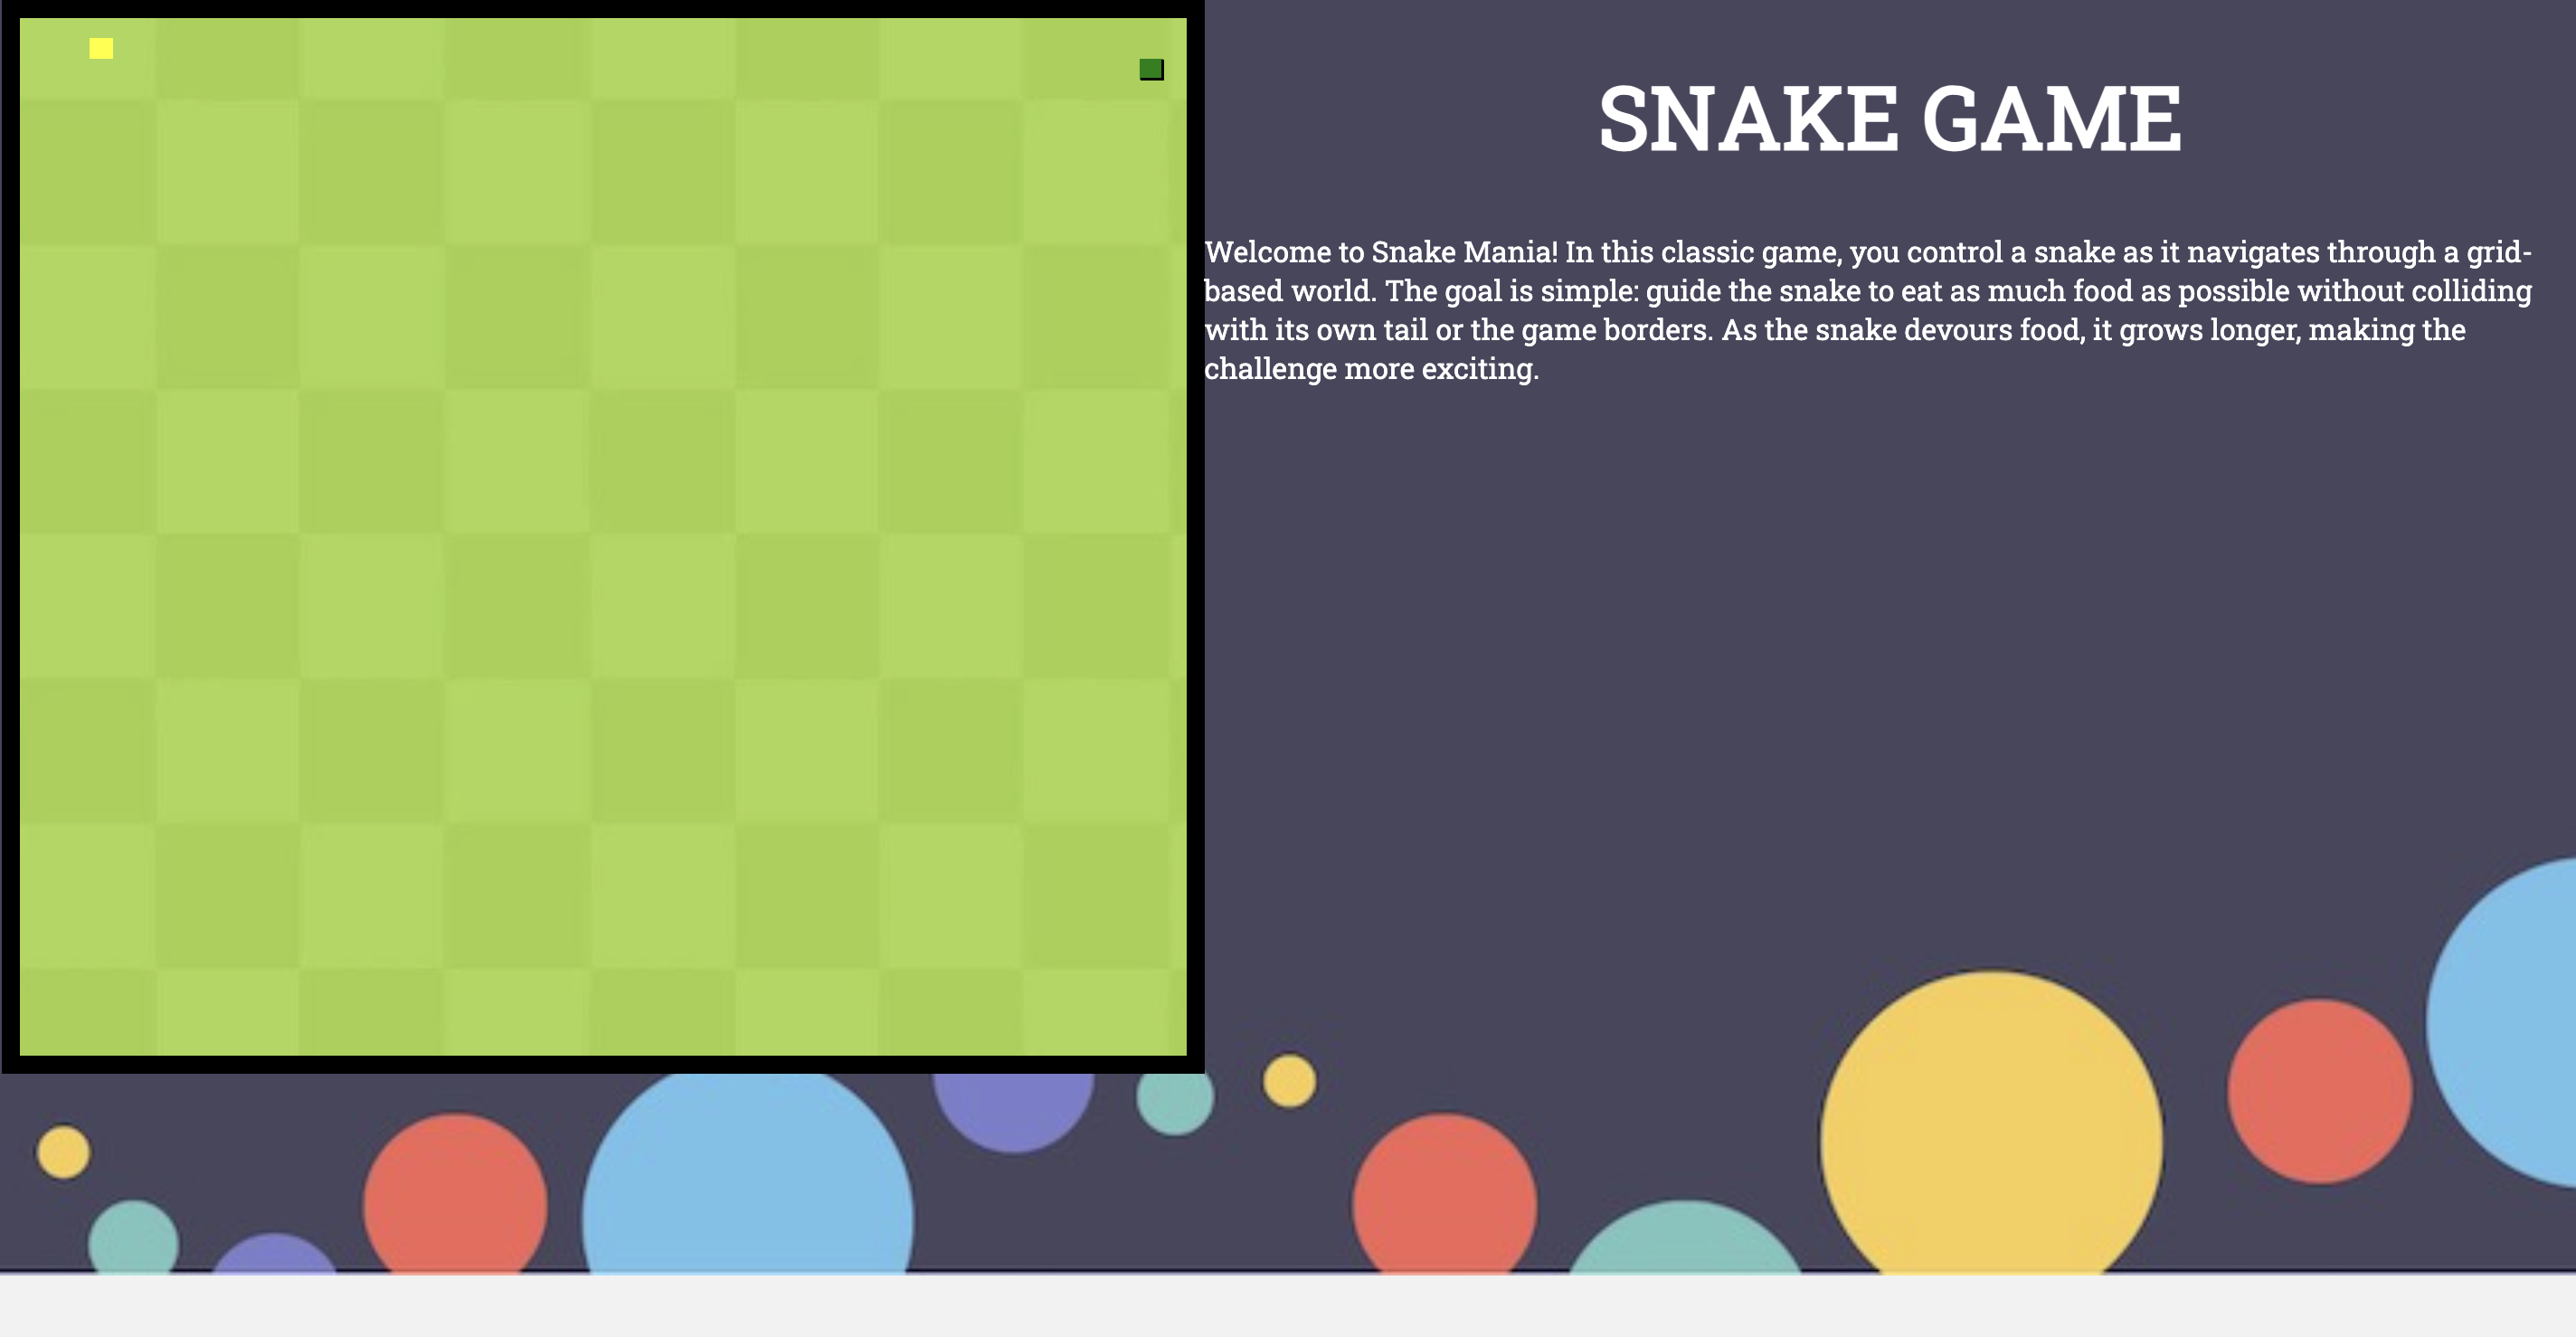 SNAKE GAME
Welcome to Snake Mania! In this classic game, you control a snake as it navigates through a grid-
based world. The goal is simple: guide the snake to eat as much food as possible without colliding
with its own tail or the game borders. As the snake devours food, it grows longer, making the
challenge more exciting.